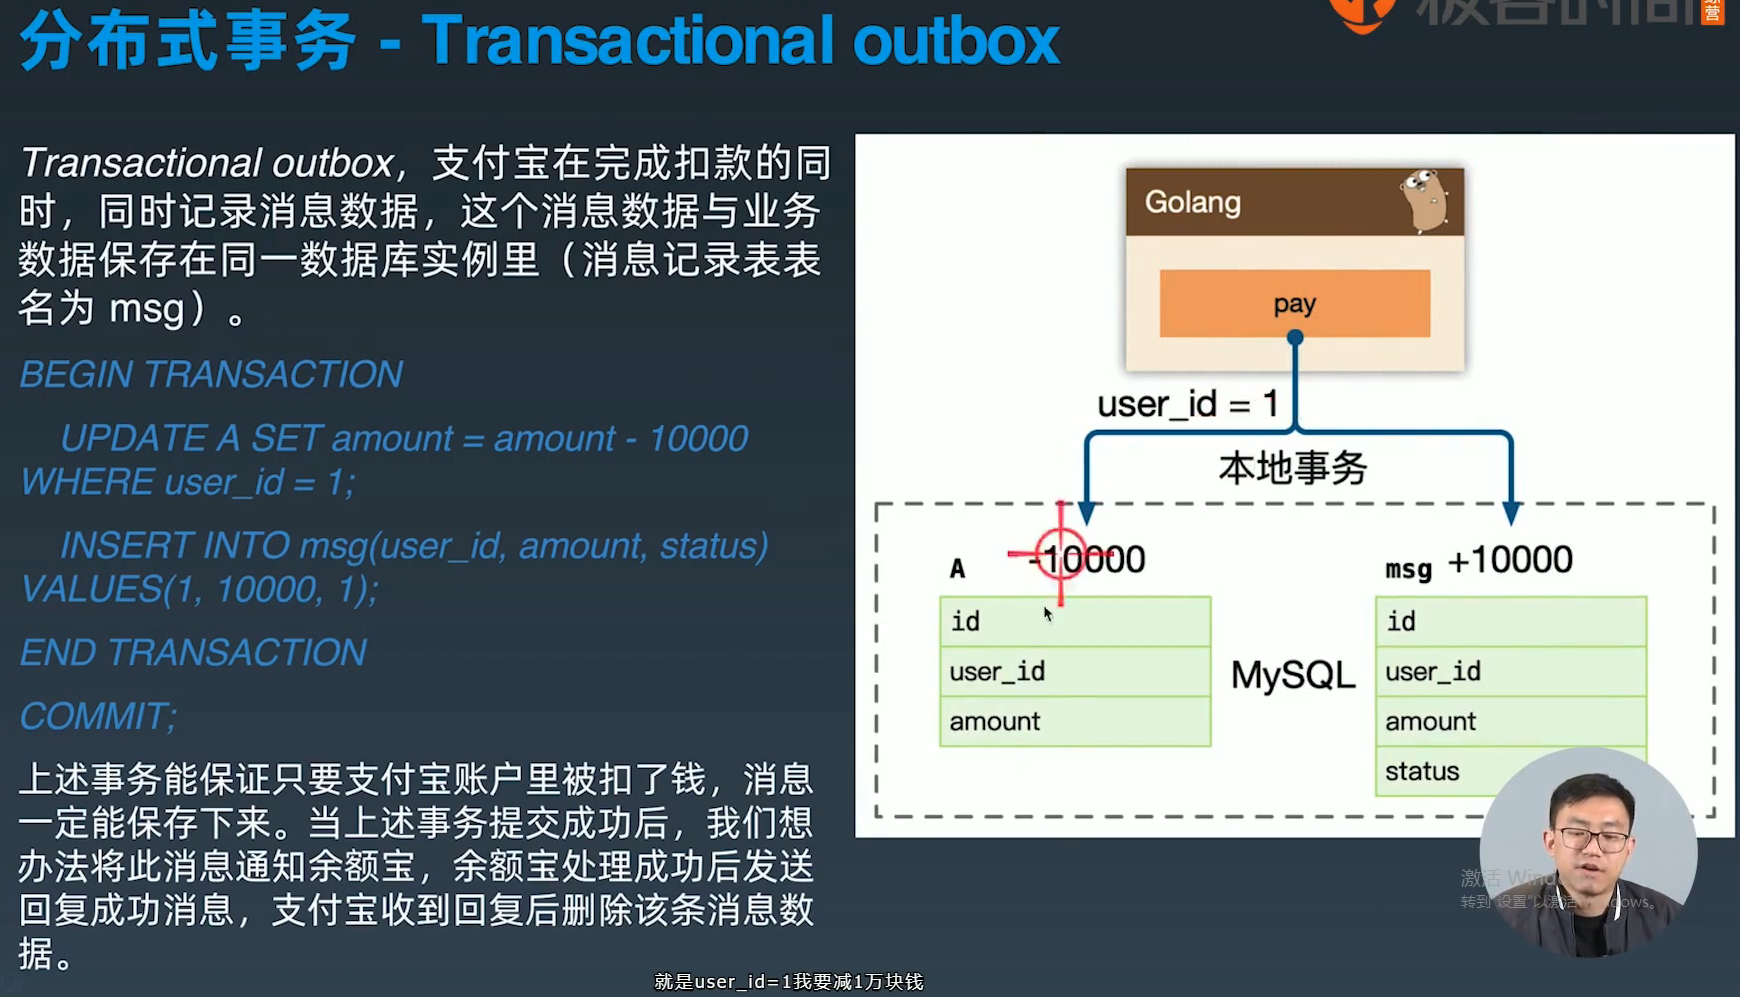 分布式事务 - Transactional outbox
极客时间
Transactional outbox，支付宝在完成扣款的同
时，同时记录消息数据，这个消息数据与业务
数据保存在同一数据库实例里（消息记录表表
名为 msg）。
BEGIN TRANSACTION
UPDATE A SET amount = amount - 10000
WHERE user_id = 1;
INSERT INTO msg(user_id, amount, status)
VALUES(1, 10000, 1);
END TRANSACTION
COMMIT;
上述事务能保证只要支付宝账户里被扣了钱，消息
一定能保存下来。当上述事务提交成功后，我们想
办法将此消息通知余额宝，余额宝处理成功后发送
回复成功消息，支付宝收到回复后删除该条消息数
据。
Golang
pay
user_id = 1
本地事务
A
-10000
id
user_id
amount
MySQL
msg
+10000
id
user_id
amount
status
激活 Windows
转到"设置"以激活 Windows。
就是user_id=1我要减1万块钱